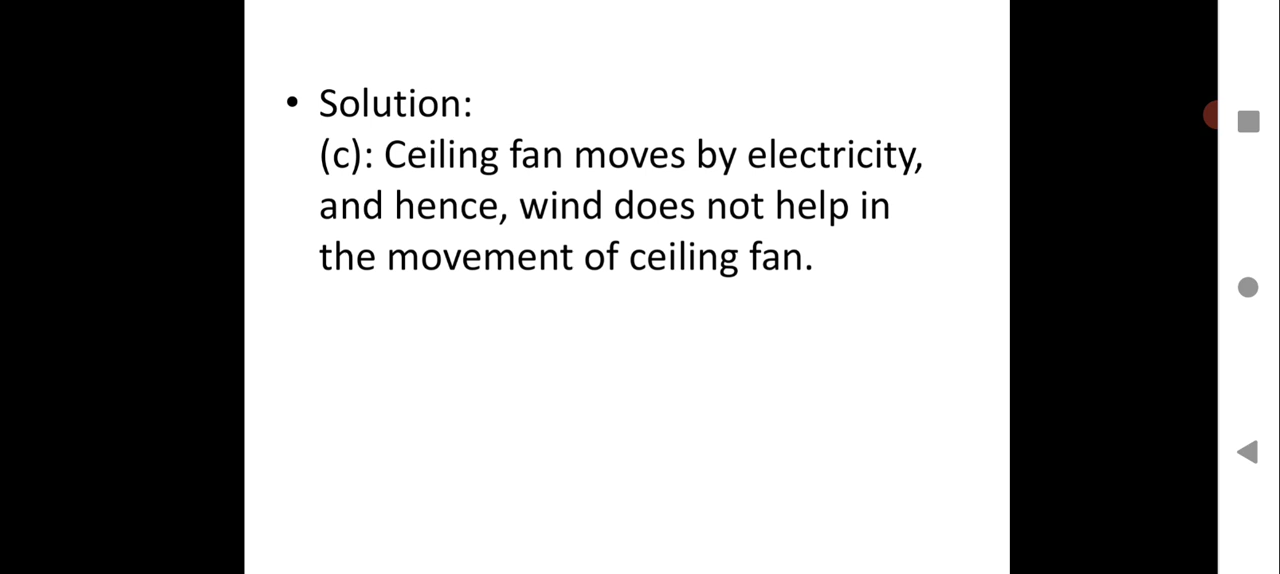 • Solution:
(c): Ceiling fan moves by electricity,
and hence, wind does not help in
the movement of ceiling fan.